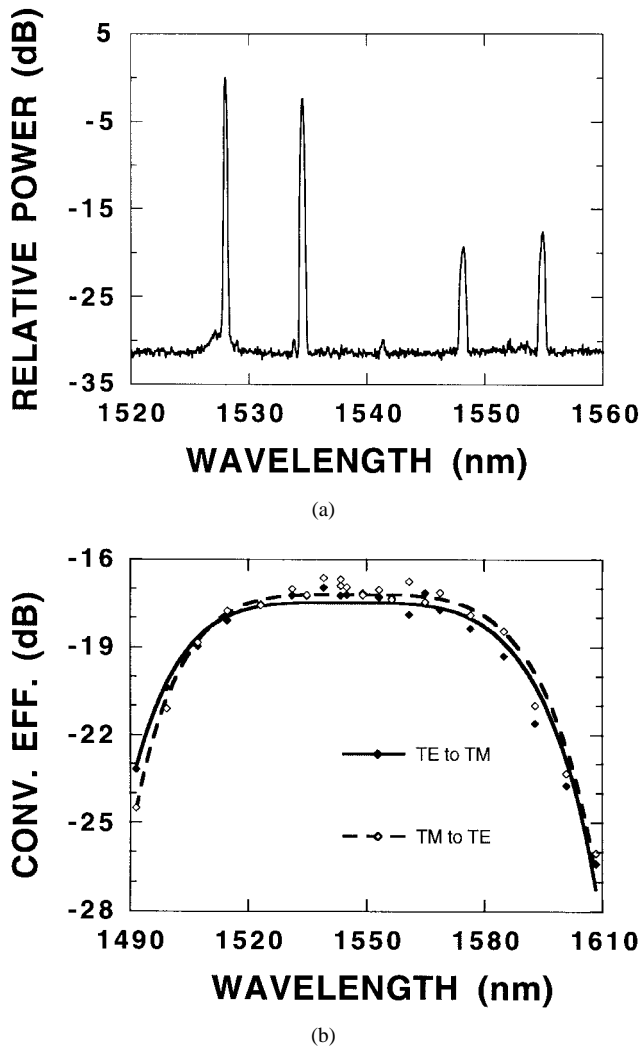 5
-5
-15
-25
-35
RELATIVE POWER (dB)
1520 1530 1540 1550 1560
WAVELENGTH (nm)
(a)
-16
-18
-22
-25
-28
CONV. EFF. (dB)
TE to TM
TM to TE
1490 1520 1550 1580 1610
WAVELENGTH (nm)
(b)